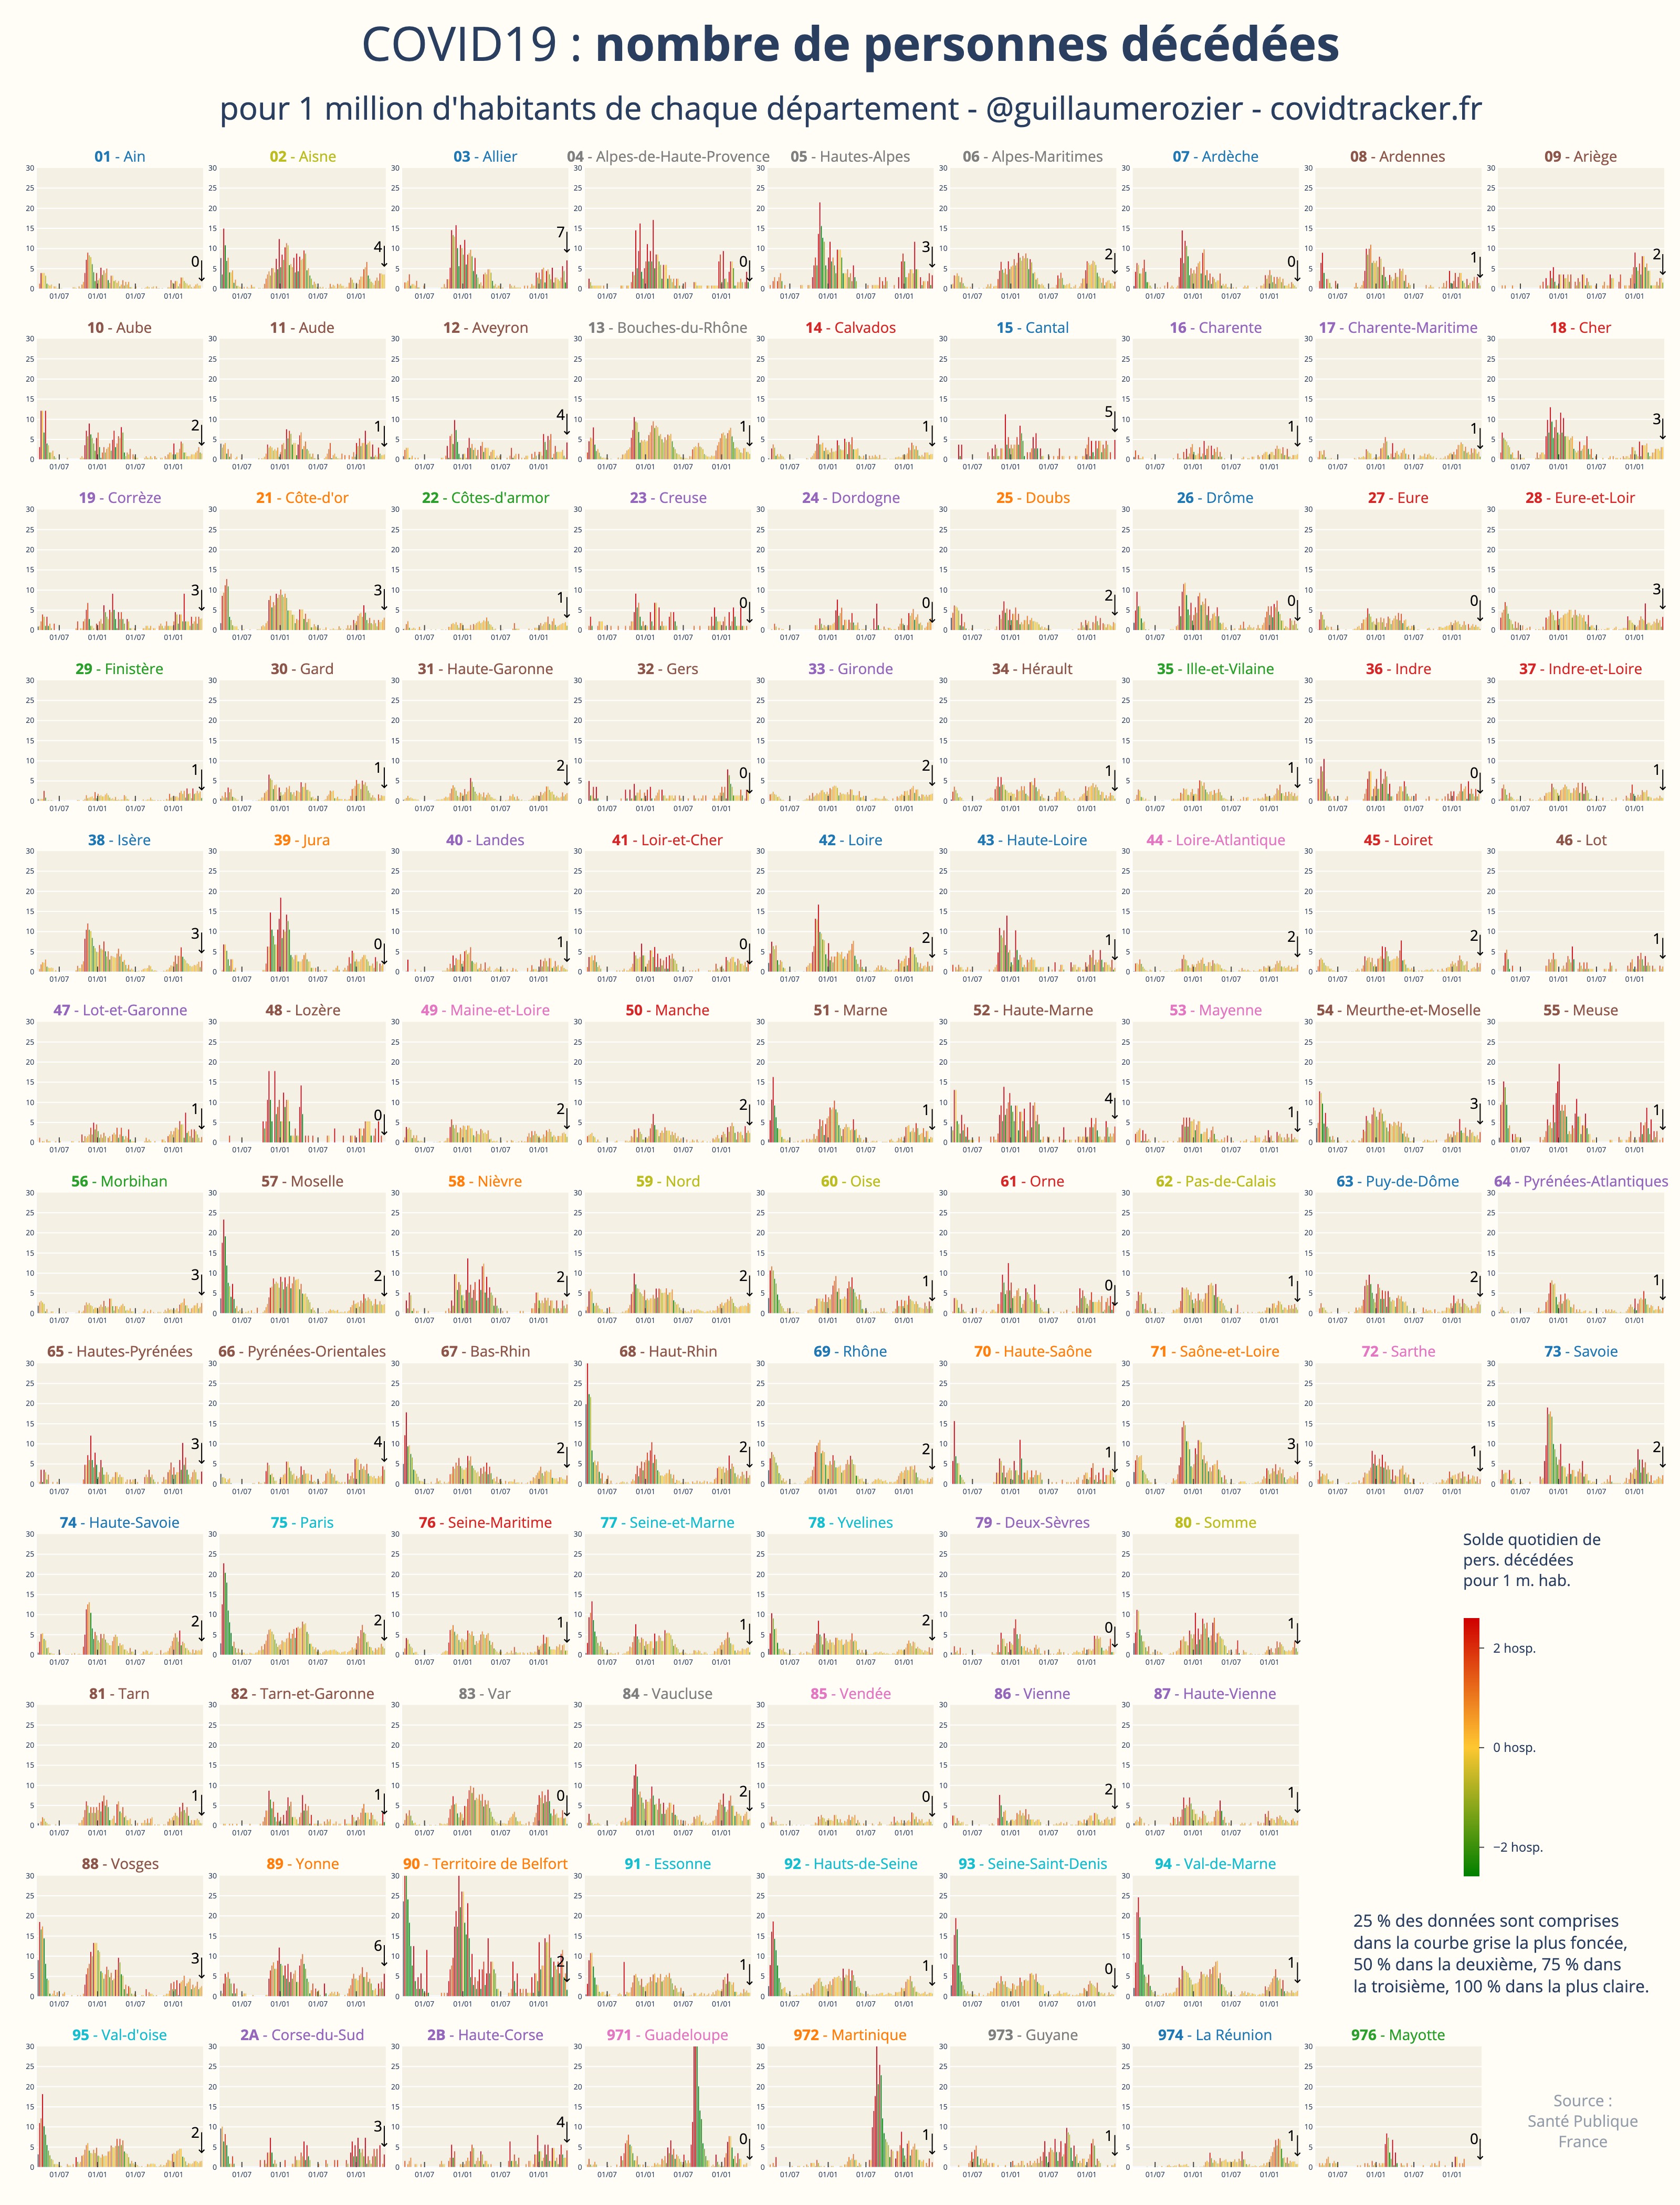 COVID19 : nombre de personnes décédées
pour 1 million d'habitants de chaque département - @guillaumerozier - covidtracker.fr
01 - Ain
02 - Aisne
03 - Allier
04 - Alpes-de-Haute-Provence
05 - Hautes-Alpes
06 - Alpes-Maritimes
07 - Ardèche
08 - Ardennes
09 - Ariège
10 - Aube
11 - Aude
12 - Aveyron
13 - Bouches-du-Rhône
14 - Calvados
15 - Cantal
16 - Charente
17 - Charente-Maritime
18 - Cher
19 - Corrèze
21 - Côte-d'or
22 - Côtes-d'armor
23 - Creuse
24 - Dordogne
25 - Doubs
26 - Drôme
27 - Eure
28 - Eure-et-Loir
29 - Finistère
30 - Gard
31 - Haute-Garonne
32 - Gers
33 - Gironde
34 - Hérault
35 - Ille-et-Vilaine
36 - Indre
37 - Indre-et-Loire
38 - Isère
39 - Jura
40 - Landes
41 - Loir-et-Cher
42 - Loire
43 - Haute-Loire
44 - Loire-Atlantique
45 - Loiret
46 - Lot
47 - Lot-et-Garonne
48 - Lozère
49 - Maine-et-Loire
50 - Manche
51 - Marne
52 - Haute-Marne
53 - Mayenne
54 - Meurthe-et-Moselle
55 - Meuse
56 - Morbihan
57 - Moselle
58 - Nièvre
59 - Nord
60 - Oise
61 - Orne
62 - Pas-de-Calais
63 - Puy-de-Dôme
64 - Pyrénées-Atlantiques
65 - Hautes-Pyrénées
66 - Pyrénées-Orientales
67 - Bas-Rhin
68 - Haut-Rhin
69 - Rhône
70 - Haute-Saône
71 - Saône-et-Loire
72 - Sarthe
73 - Savoie
74 - Haute-Savoie
75 - Paris
76 - Seine-Maritime
77 - Seine-et-Marne
78 - Yvelines
79 - Deux-Sèvres
80 - Somme
Solde quotidien de
pers. décédées
pour 1 m. hab.
2 hosp.
0 hosp.
−2 hosp.
81 - Tarn
82 - Tarn-et-Garonne
83 - Var
84 - Vaucluse
85 - Vendée
86 - Vienne
87 - Haute-Vienne
88 - Vosges
89 - Yonne
90 - Territoire de Belfort
91 - Essonne
92 - Hauts-de-Seine
93 - Seine-Saint-Denis
94 - Val-de-Marne
25 % des données sont comprises
dans la courbe grise la plus foncée,
50 % dans la deuxième, 75 % dans
la troisième, 100 % dans la plus claire.
95 - Val-d'oise
2A - Corse-du-Sud
2B - Haute-Corse
971 - Guadeloupe
972 - Martinique
973 - Guyane
974 - La Réunion
976 - Mayotte
Source :
Santé Publique
France